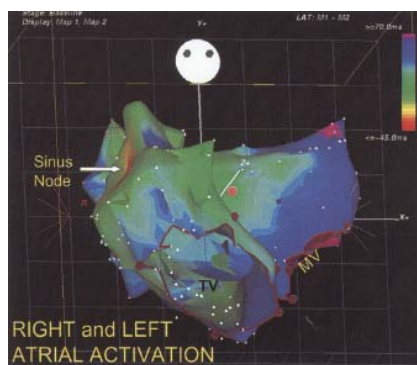 Stage: Baseline
Display: Map 1, Map 2
Y+
LAT: M1 - M2
>=70.0ms
<=-45.0ms
Sinus
Node
Z+
X+
MV
TV
RIGHT and LEFT
ATRIAL ACTIVATION